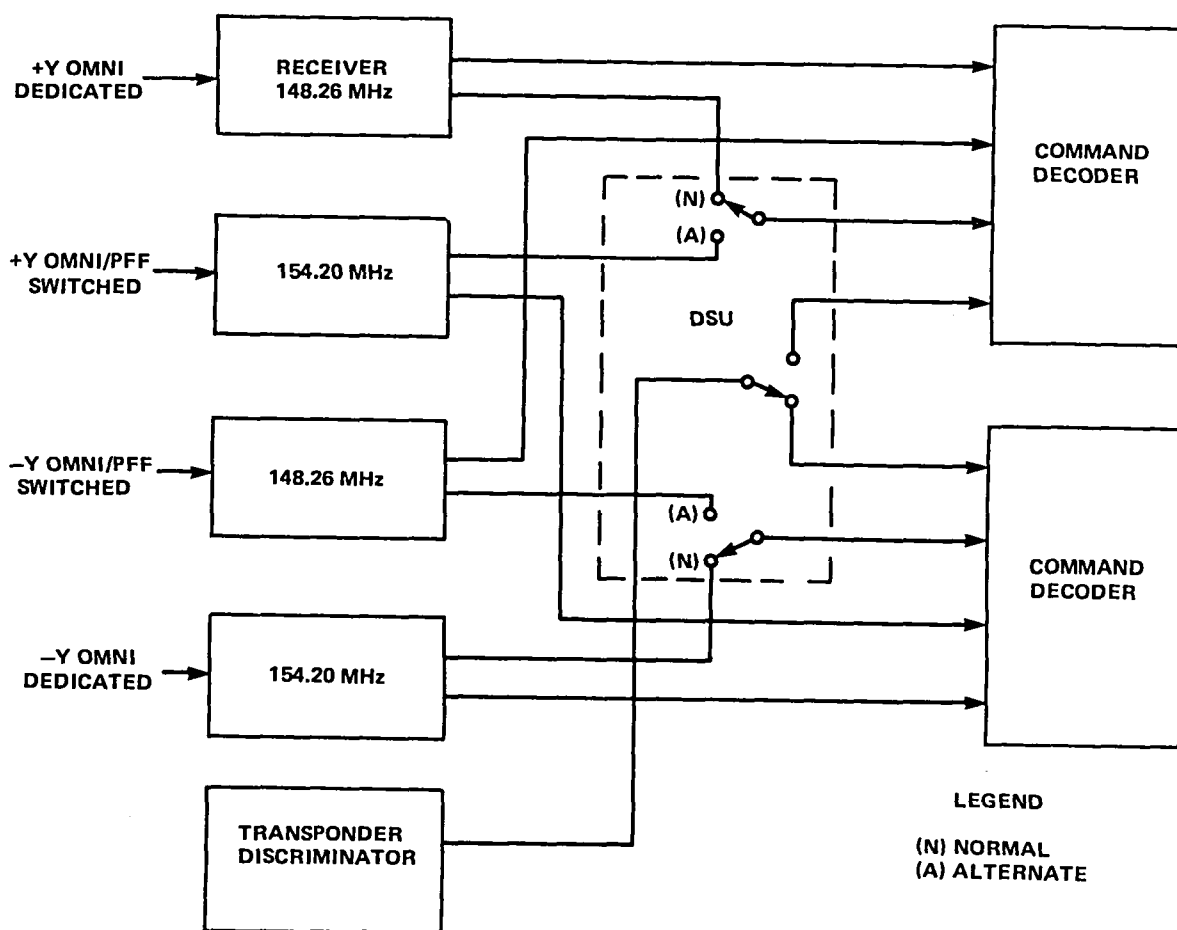 +Y OMNI
DEDICATED
RECEIVER
148.26 MHz
COMMAND
DECODER
(N)
(A)
+Y OMNI/PFF
SWITCHED
154.20 MHz
DSU
–Y OMNI/PFF
SWITCHED
148.26 MHz
(A)
(N)
COMMAND
DECODER
–Y OMNI
DEDICATED
154.20 MHz
TRANSPONDER
DISCRIMINATOR
LEGEND
(N) NORMAL
(A) ALTERNATE